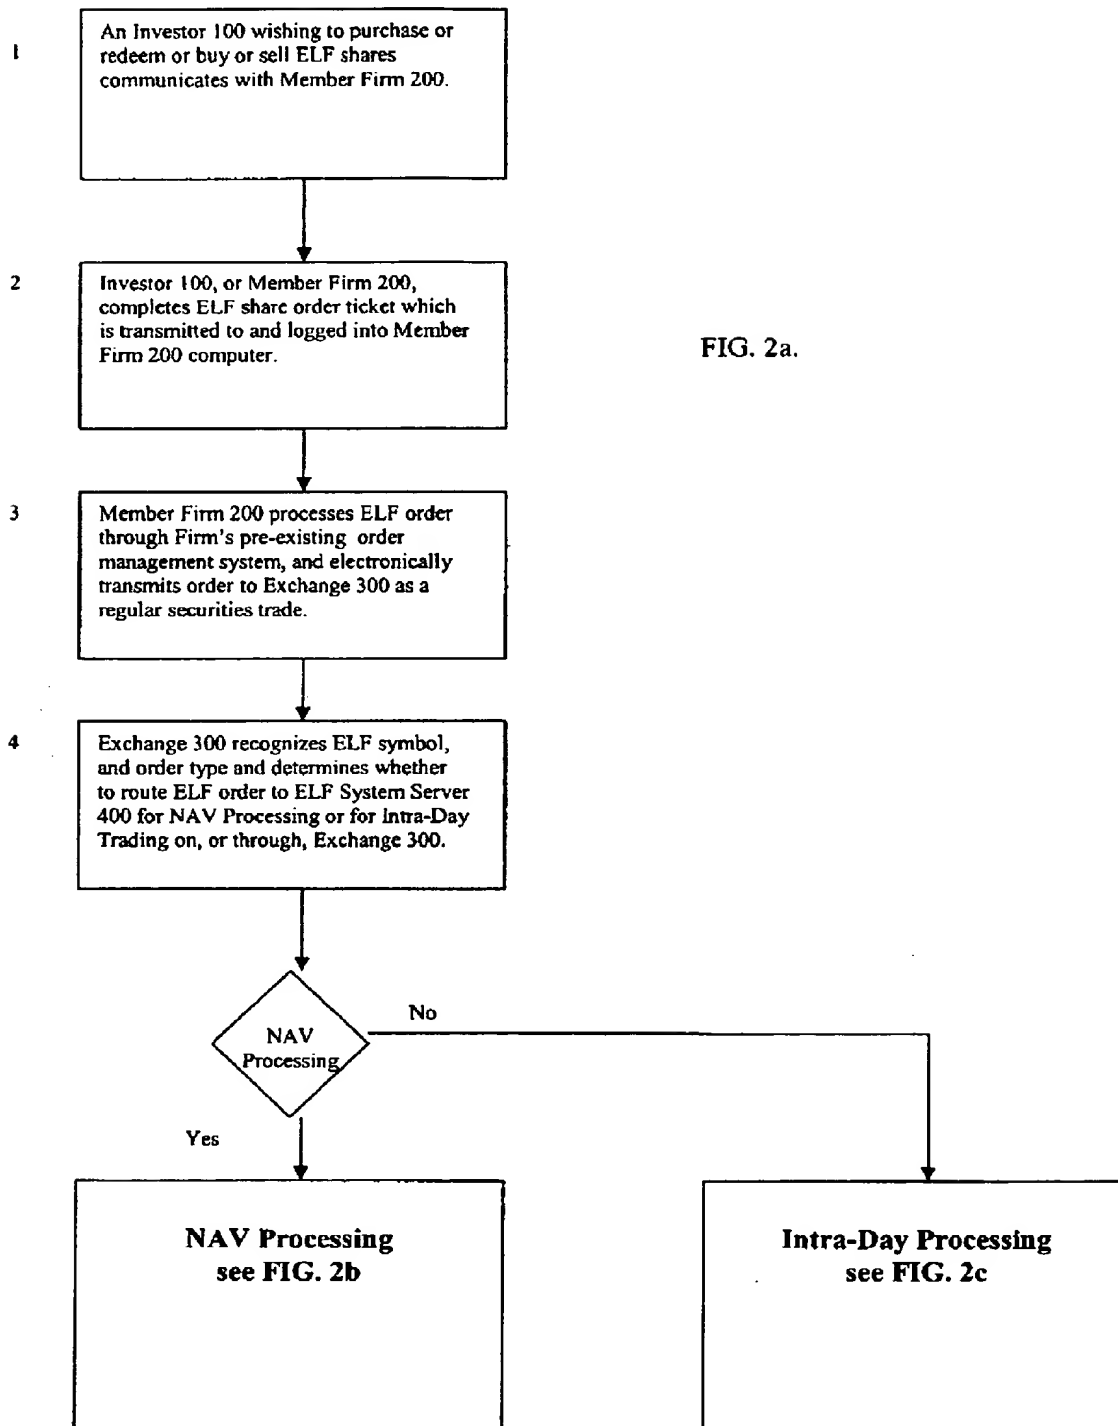 1
An Investor 100 wishing to purchase or
redeem or buy or sell ELF shares
communicates with Member Firm 200.
2
Investor 100, or Member Firm 200,
completes ELF share order ticket which
is transmitted to and logged into Member
Firm 200 computer.
FIG. 2a.
3
Member Firm 200 processes ELF order
through Firm's pre-existing order
management system, and electronically
transmits order to Exchange 300 as a
regular securities trade.
4
Exchange 300 recognizes ELF symbol,
and order type and determines whether
to route ELF order to ELF System Server
400 for NAV Processing or for Intra-Day
Trading on, or through, Exchange 300.
NAV
Processing
No
Yes
NAV Processing
see FIG. 2b
Intra-Day Processing
see FIG. 2c